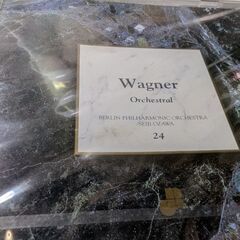 Wagner
Orchestral
BERLIN PHILHARMONIC ORCHESTRA
SEIJI OZAWA
24